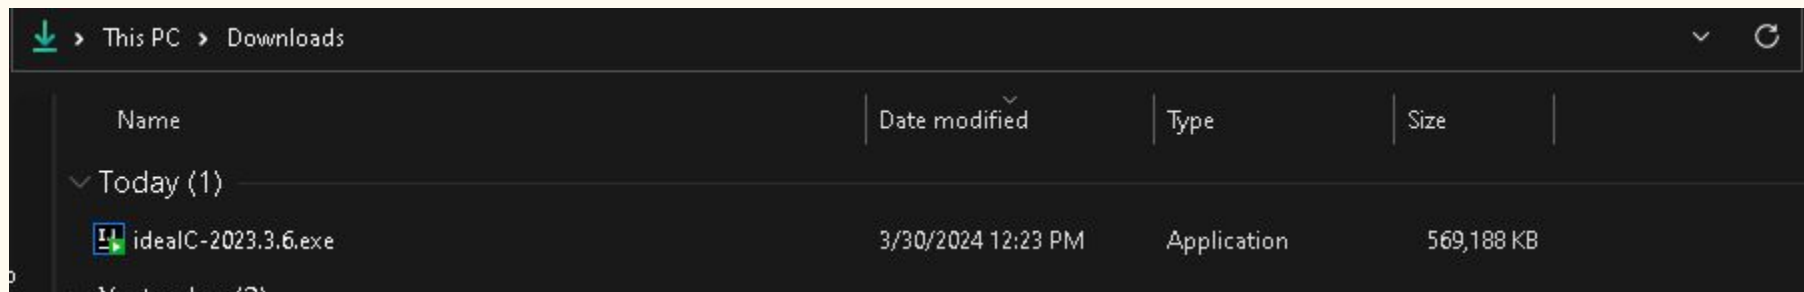 This PC > Downloads
Name Date modified Type Size
Today (1)
ideaIC-2023.3.6.exe 3/30/2024 12:23 PM Application 569,188 KB